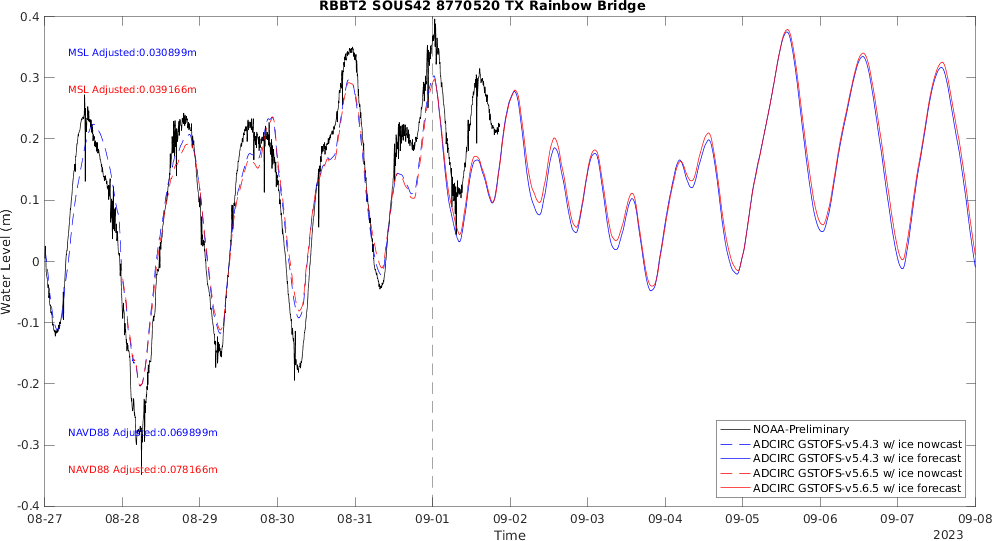 RBBT2 SOUS42 8770520 TX Rainbow Bridge
0.4
0.3
0.2
0.1
0
-0.1
-0.2
-0.3
-0.4
Water Level (m)
MSL Adjusted:0.030899m
MSL Adjusted:0.039166m
NAVD88 Adjusted:0.069899m
NAVD88 Adjusted:0.078166m
NOAA-Preliminary
ADCIRC GSTOFS-v5.4.3 w/ ice nowcast
ADCIRC GSTOFS-v5.4.3 w/ ice forecast
ADCIRC GSTOFS-v5.6.5 w/ ice nowcast
ADCIRC GSTOFS-v5.6.5 w/ ice forecast
08-27 08-28 08-29 08-30 08-31 09-01 09-02 09-03 09-04 09-05 09-06 09-07 09-08
Time
2023